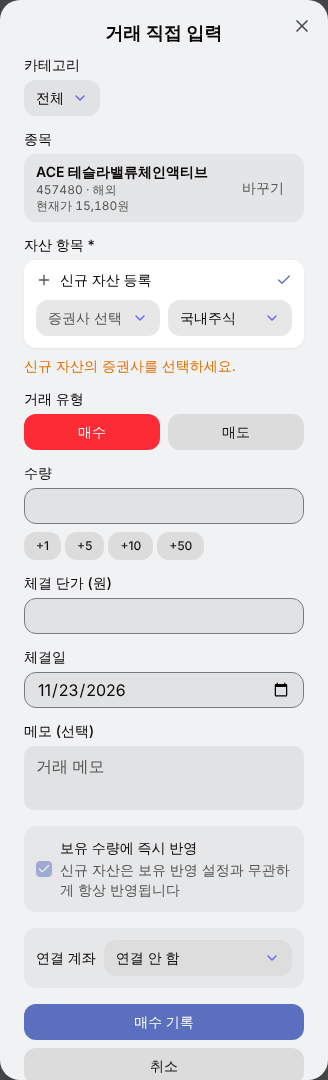 거래 직접 입력
카테고리
전체
종목
ACE 테슬라밸류체인액티브
457480 · 해외
현재가 15,180원
바꾸기
자산 항목 *
신규 자산 등록
증권사 선택
국내주식
신규 자산의 증권사를 선택하세요.
거래 유형
매수
매도
수량
+1
+5
+10
+50
체결 단가 (원)
체결일
11/23/2026
메모 (선택)
거래 메모
보유 수량에 즉시 반영
신규 자산은 보유 반영 설정과 무관하
게 항상 반영됩니다
연결 계좌
연결 안 함
매수 기록
취소